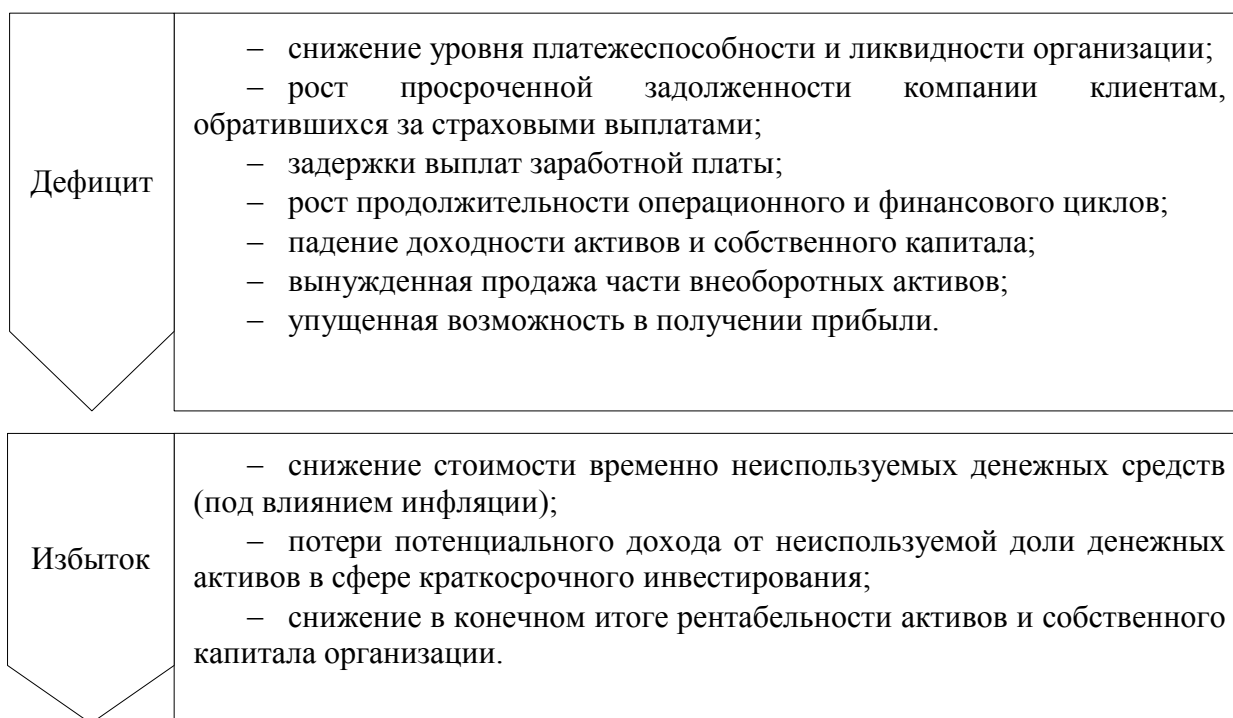 Дефицит
– снижение уровня платежеспособности и ликвидности организации;
– рост просроченной задолженности компании клиентам,
обратившихся за страховыми выплатами;
– задержки выплат заработной платы;
– рост продолжительности операционного и финансового циклов;
– падение доходности активов и собственного капитала;
– вынужденная продажа части внеоборотных активов;
– упущенная возможность в получении прибыли.
Избыток
– снижение стоимости временно неиспользуемых денежных средств
(под влиянием инфляции);
– потери потенциального дохода от неиспользуемой доли денежных
активов в сфере краткосрочного инвестирования;
– снижение в конечном итоге рентабельности активов и собственного
капитала организации.